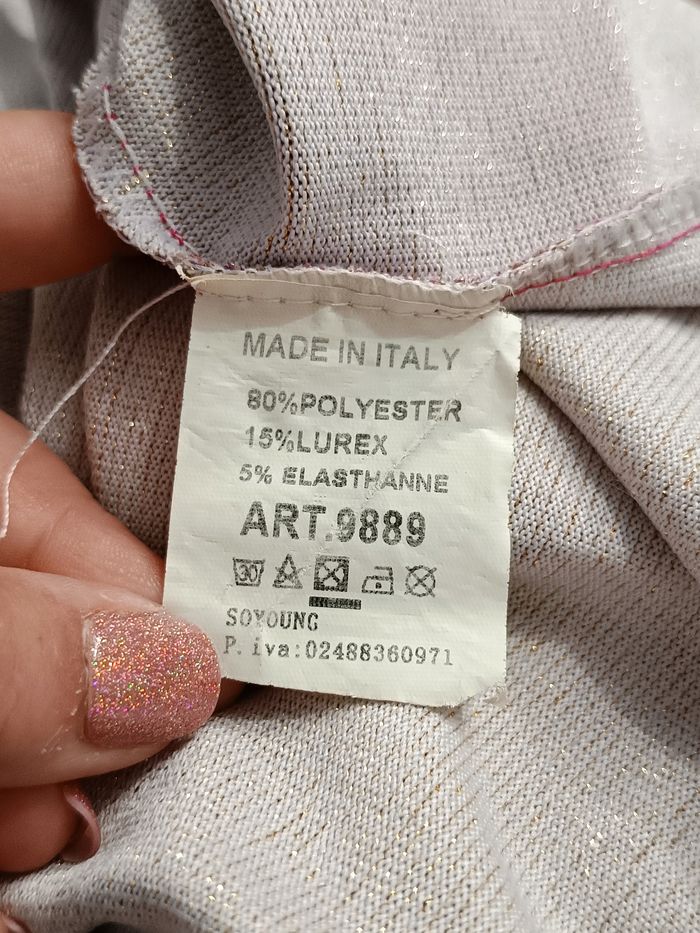 MADE IN ITALY
80%POLYESTER
15%LUREX
5% ELASTHANNE
ART.9889
30
SOYOUNG
P.iva:02488360971